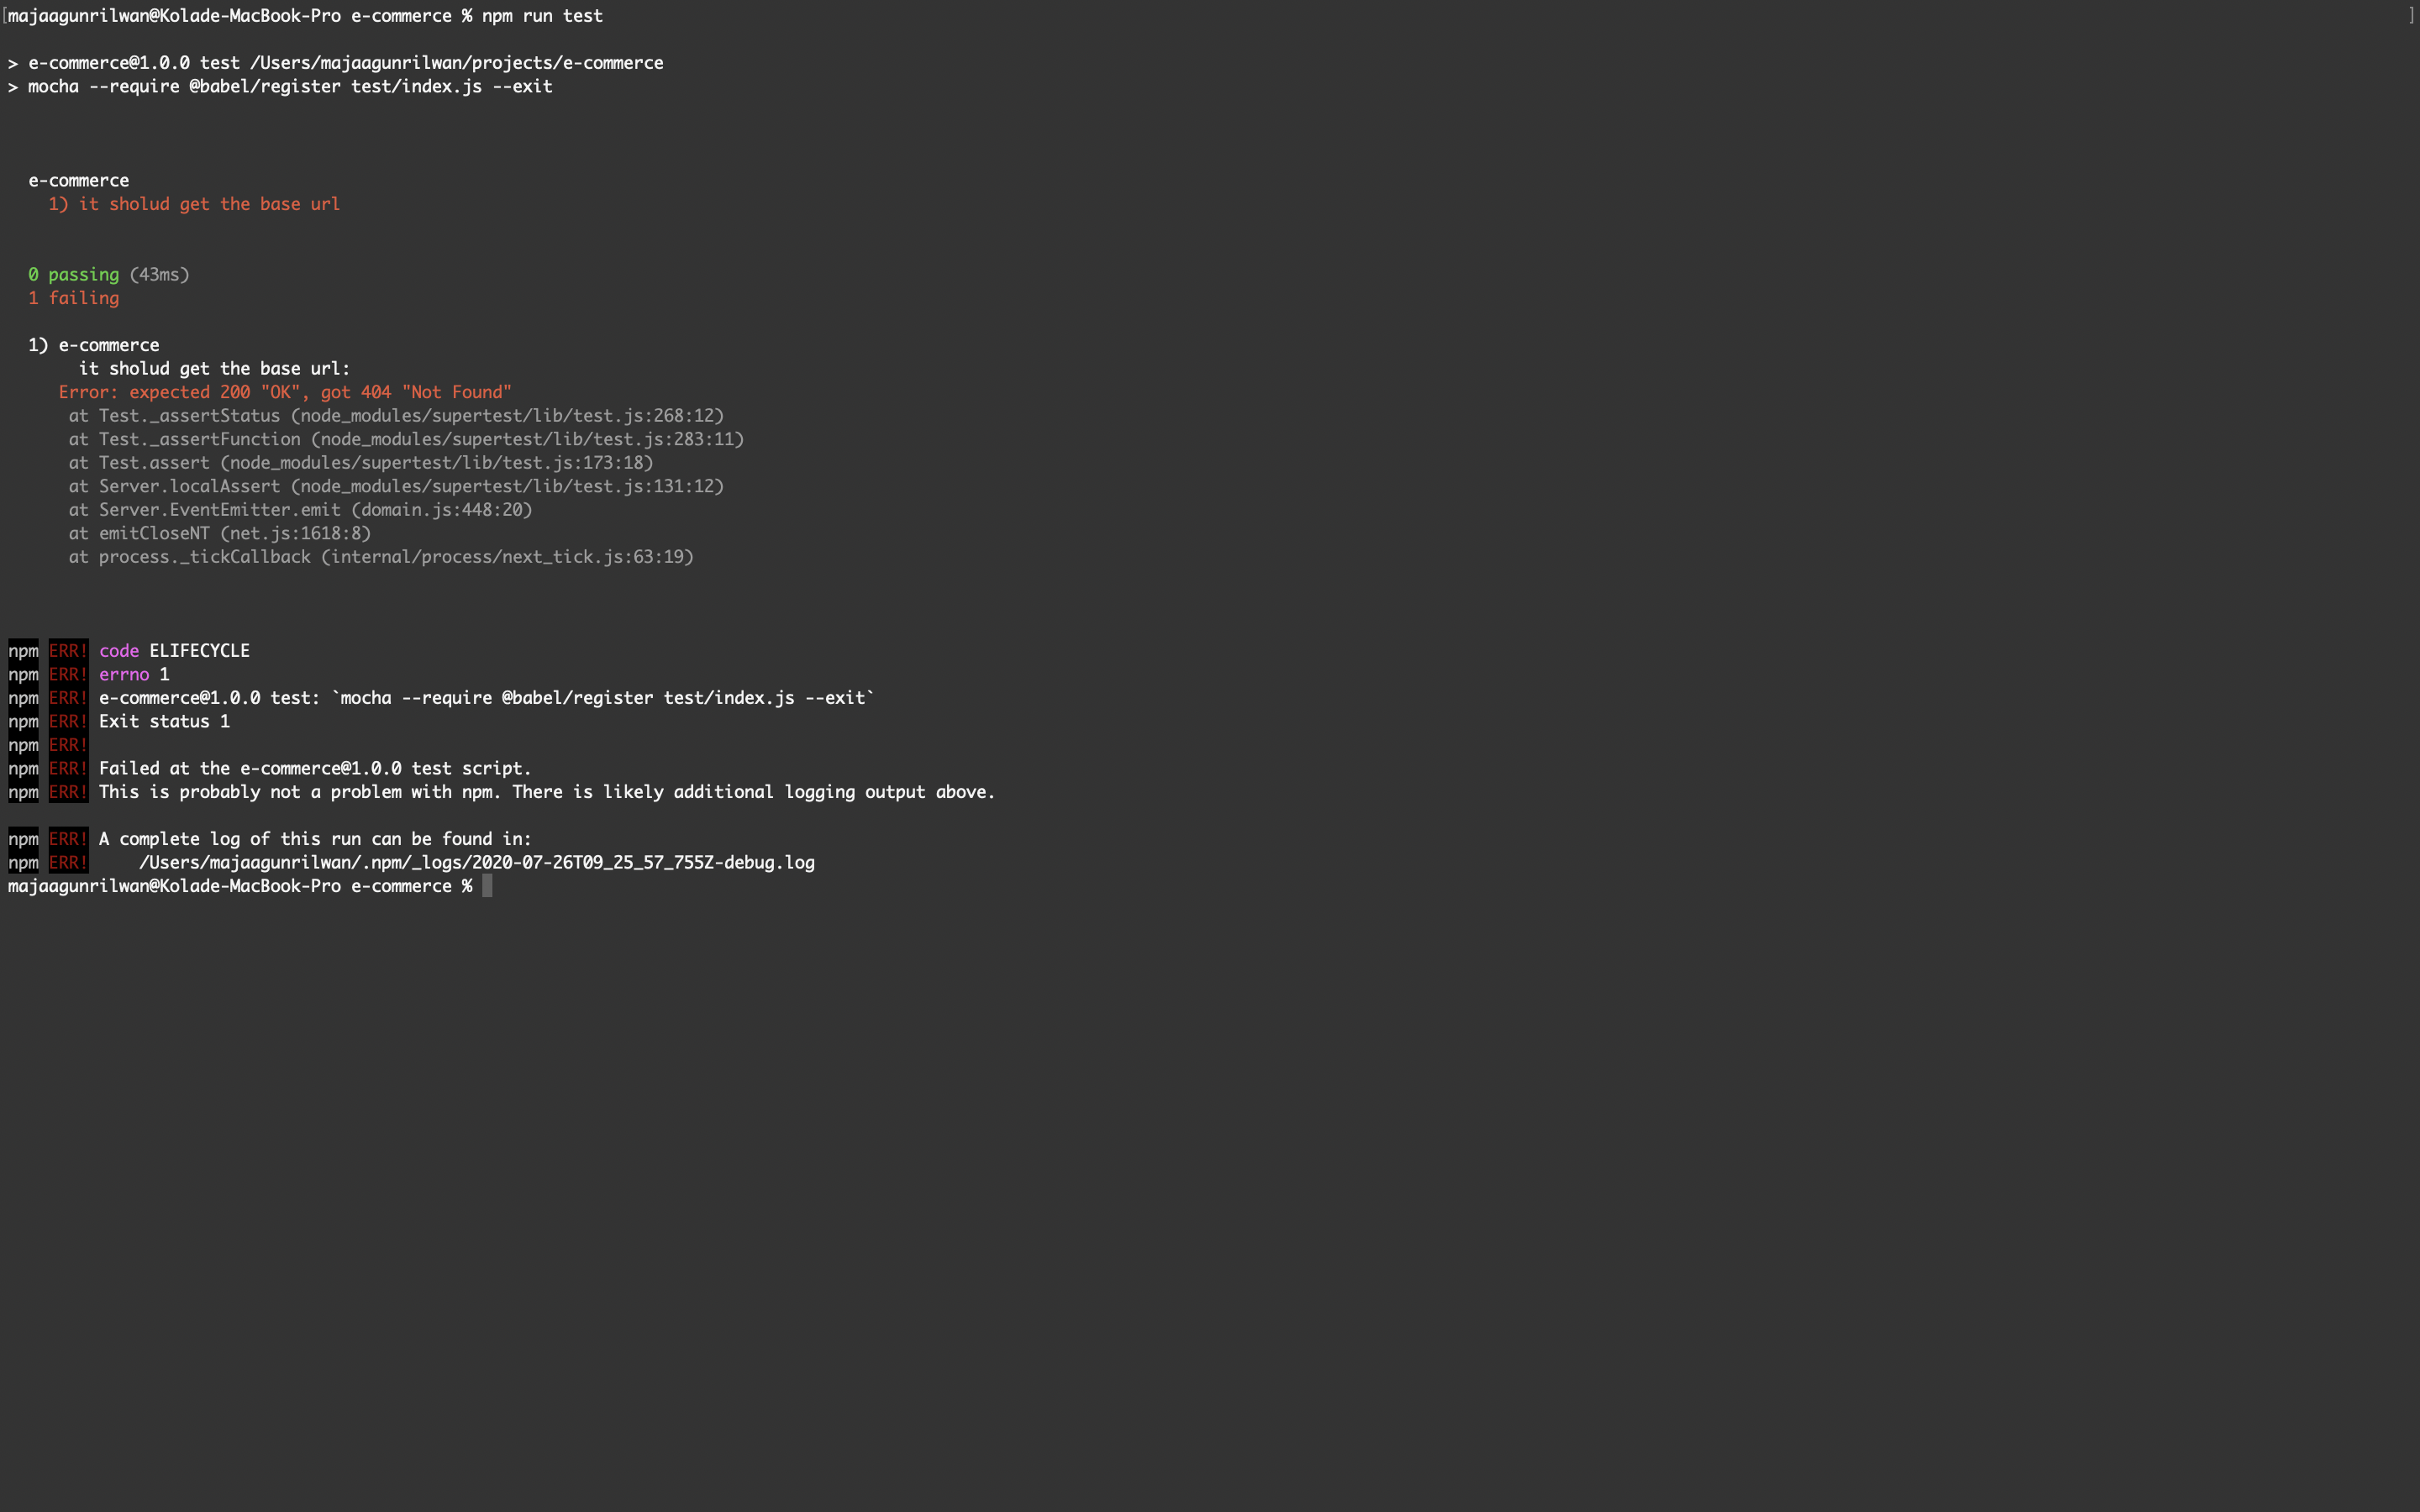 [majaagunrilwan@Kolade-MacBook-Pro e-commerce % npm run test ]
> e-commerce@1.0.0 test /Users/majaagunrilwan/projects/e-commerce
> mocha --require @babel/register test/index.js --exit
e-commerce
1) it sholud get the base url
0 passing (43ms)
1 failing
1) e-commerce
it sholud get the base url:
Error: expected 200 "OK", got 404 "Not Found"
at Test._assertStatus (node_modules/supertest/lib/test.js:268:12)
at Test._assertFunction (node_modules/supertest/lib/test.js:283:11)
at Test.assert (node_modules/supertest/lib/test.js:173:18)
at Server.localAssert (node_modules/supertest/lib/test.js:131:12)
at Server.EventEmitter.emit (domain.js:448:20)
at emitCloseNT (net.js:1618:8)
at process._tickCallback (internal/process/next_tick.js:63:19)
npm ERR! code ELIFECYCLE
npm ERR! errno 1
npm ERR! e-commerce@1.0.0 test: `mocha --require @babel/register test/index.js --exit`
npm ERR! Exit status 1
npm ERR!
npm ERR! Failed at the e-commerce@1.0.0 test script.
npm ERR! This is probably not a problem with npm. There is likely additional logging output above.
npm ERR! A complete log of this run can be found in:
npm ERR! /Users/majaagunrilwan/.npm/_logs/2020-07-26T09_25_57_755Z-debug.log
majaagunrilwan@Kolade-MacBook-Pro e-commerce %